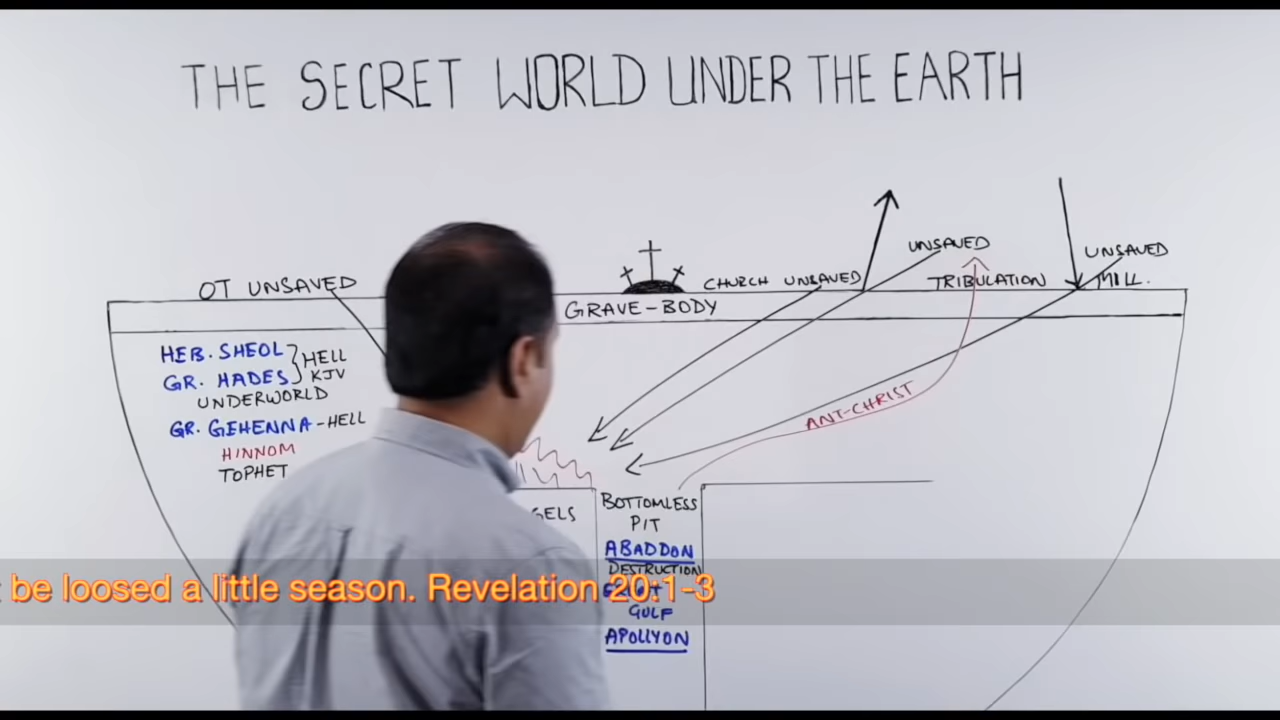 THE SECRET WORLD UNDER THE EARTH
OT UNSAVED
CHURCH UNSAVED
UNSAVED
TRIBULATION
UNSAVED
MILL.
GRAVE-BODY
HEB. SHEOL
GR. HADES
HELL
KJV
UNDERWORLD
GR. GEHENNA-HELL
HINNOM
TOPHET
ANT-CHRIST
GELS
BOTTOMLESS
PIT
ABADDON
DESTRUCTION
GULF
APOLLYON
be loosed a little season. Revelation 20:1-3